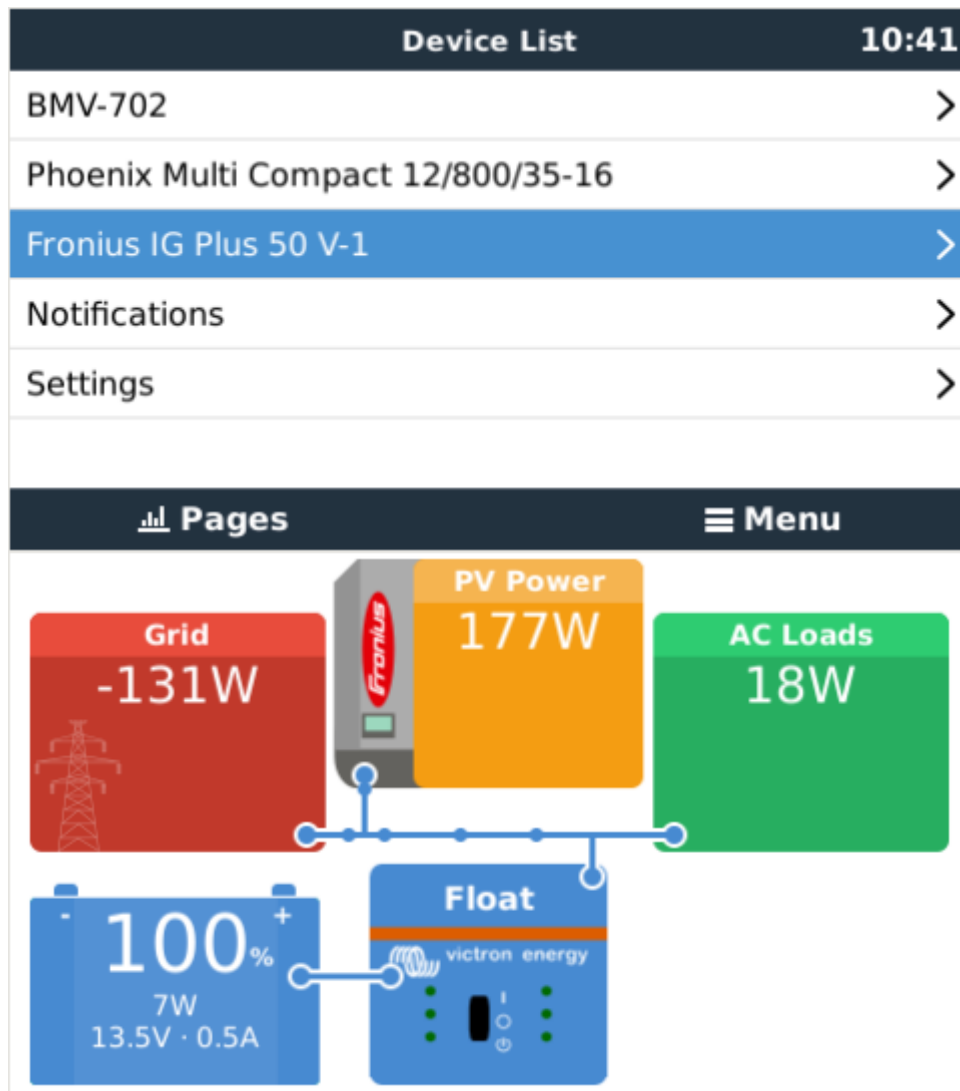 Device List 10:41
BMV-702
Phoenix Multi Compact 12/800/35-16
Fronius IG Plus 50 V-1
Notifications
Settings
Pages Menu
PV Power
177W
Fronius
Grid
-131W
AC Loads
18W
- +
100%
7W
13.5V · 0.5A
Float
victron energy
I